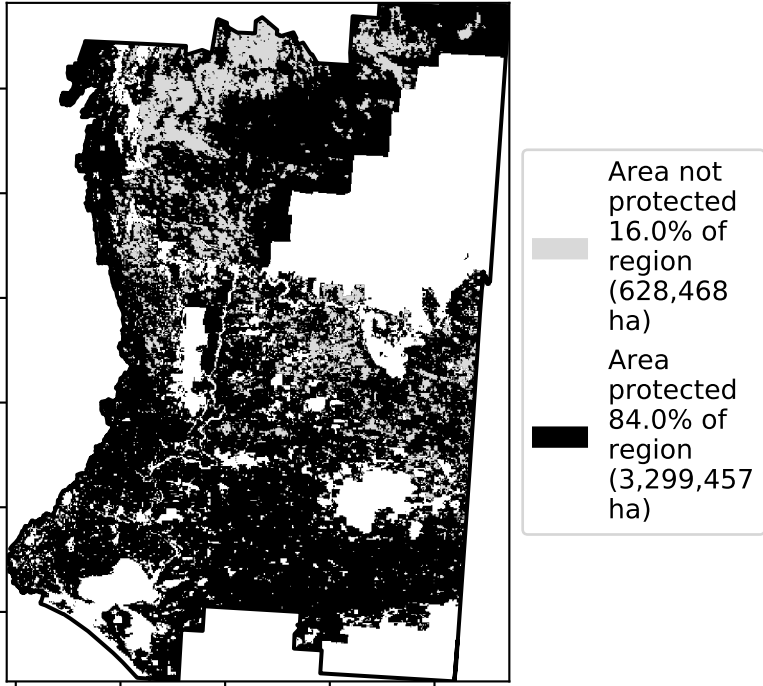 Area not
protected
16.0% of
region
(628,468
ha)
Area
protected
84.0% of
region
(3,299,457
ha)